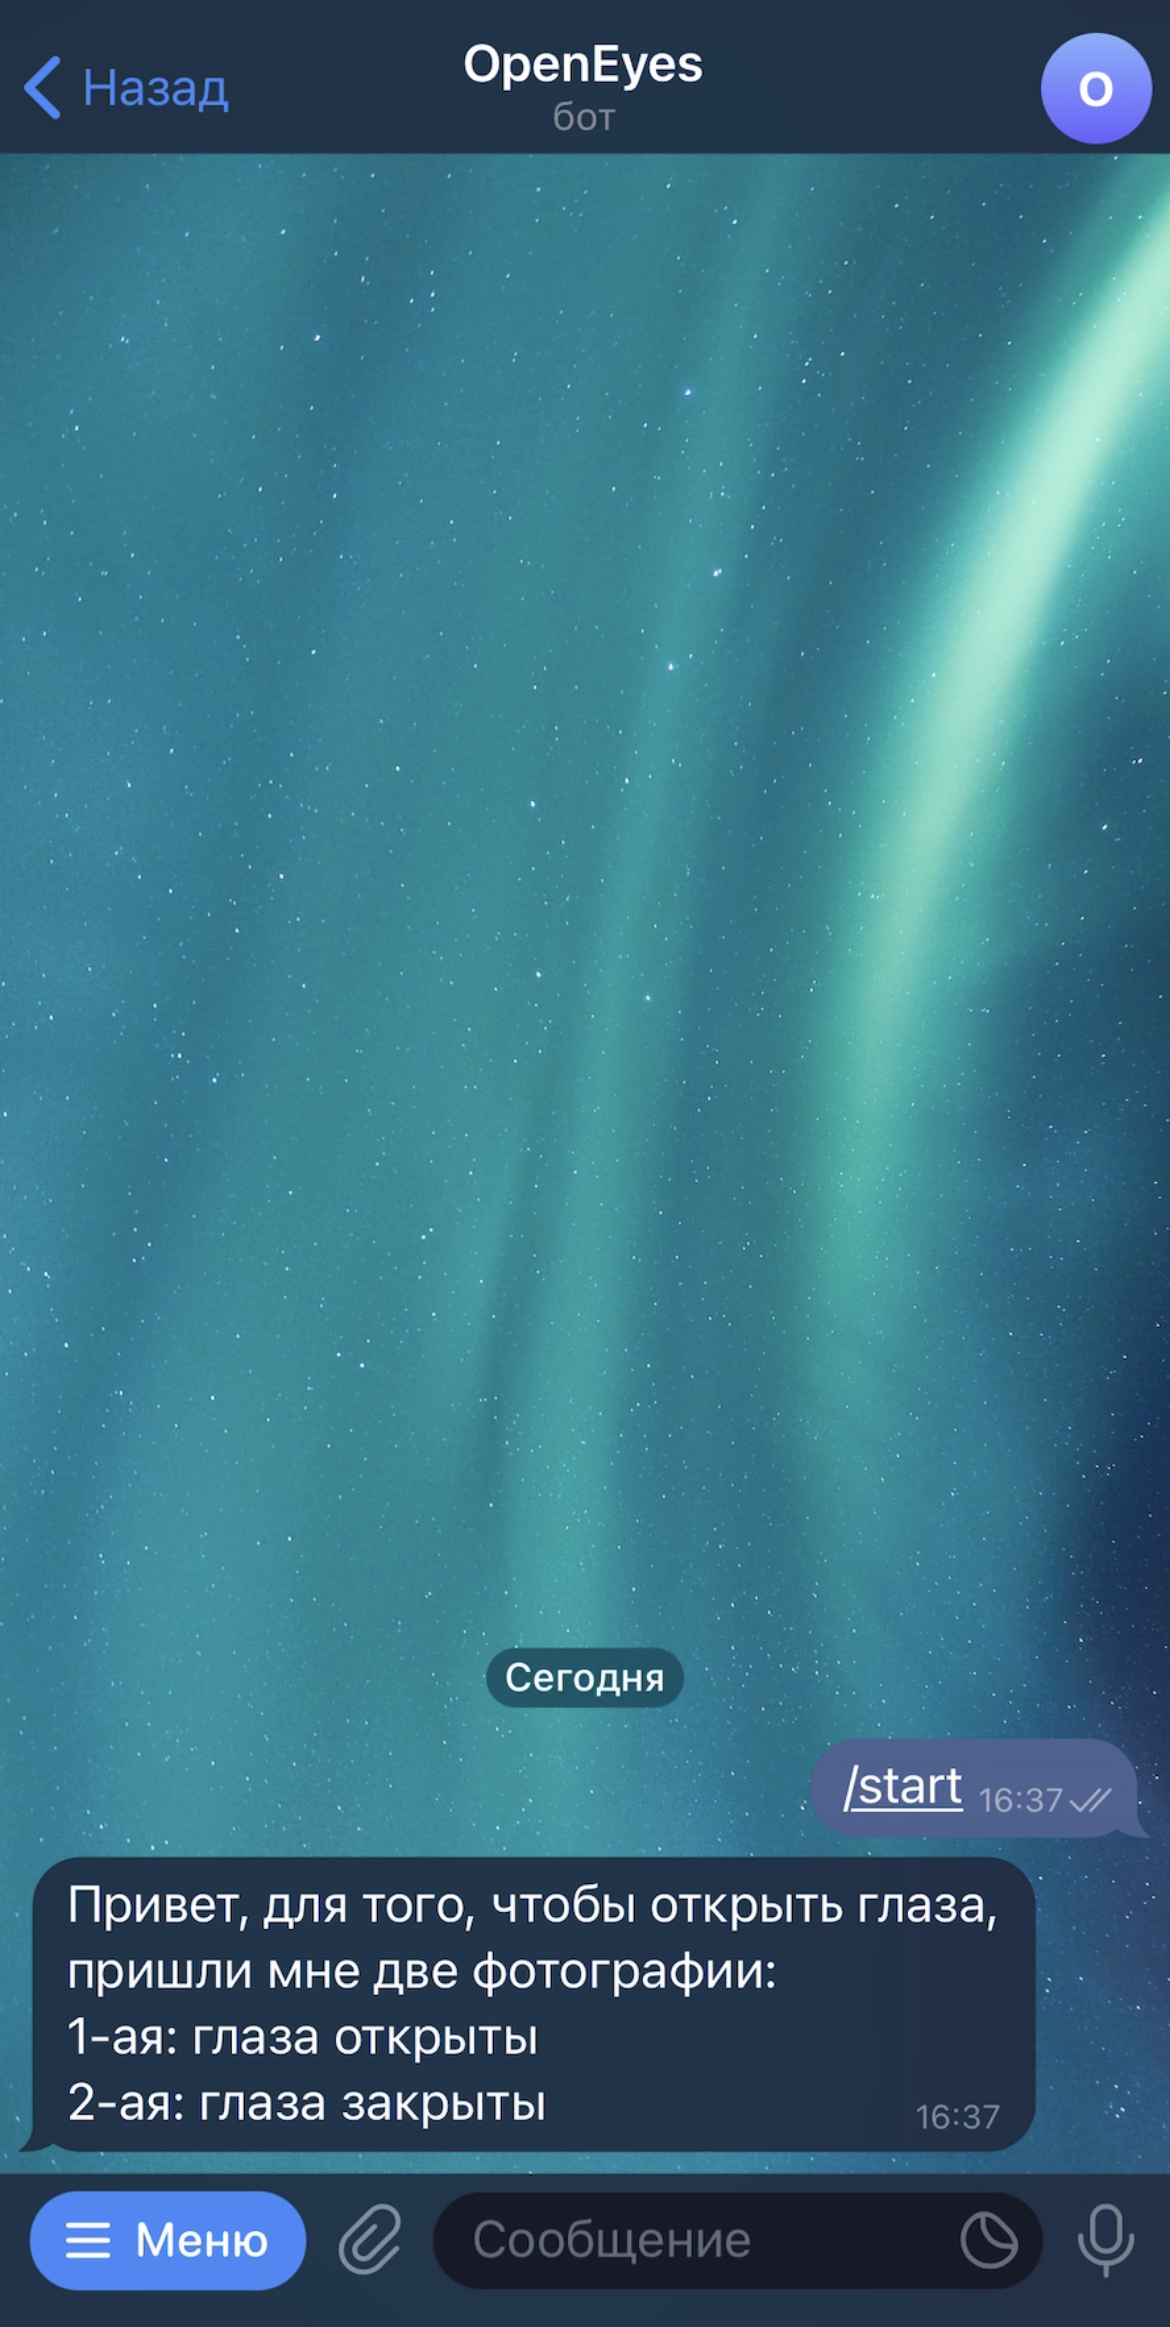 Назад
OpenEyes
бот
O
Сегодня
/start 16:37
Привет, для того, чтобы открыть глаза,
пришли мне две фотографии:
1-ая: глаза открыты
2-ая: глаза закрыты
16:37
Меню
Сообщение